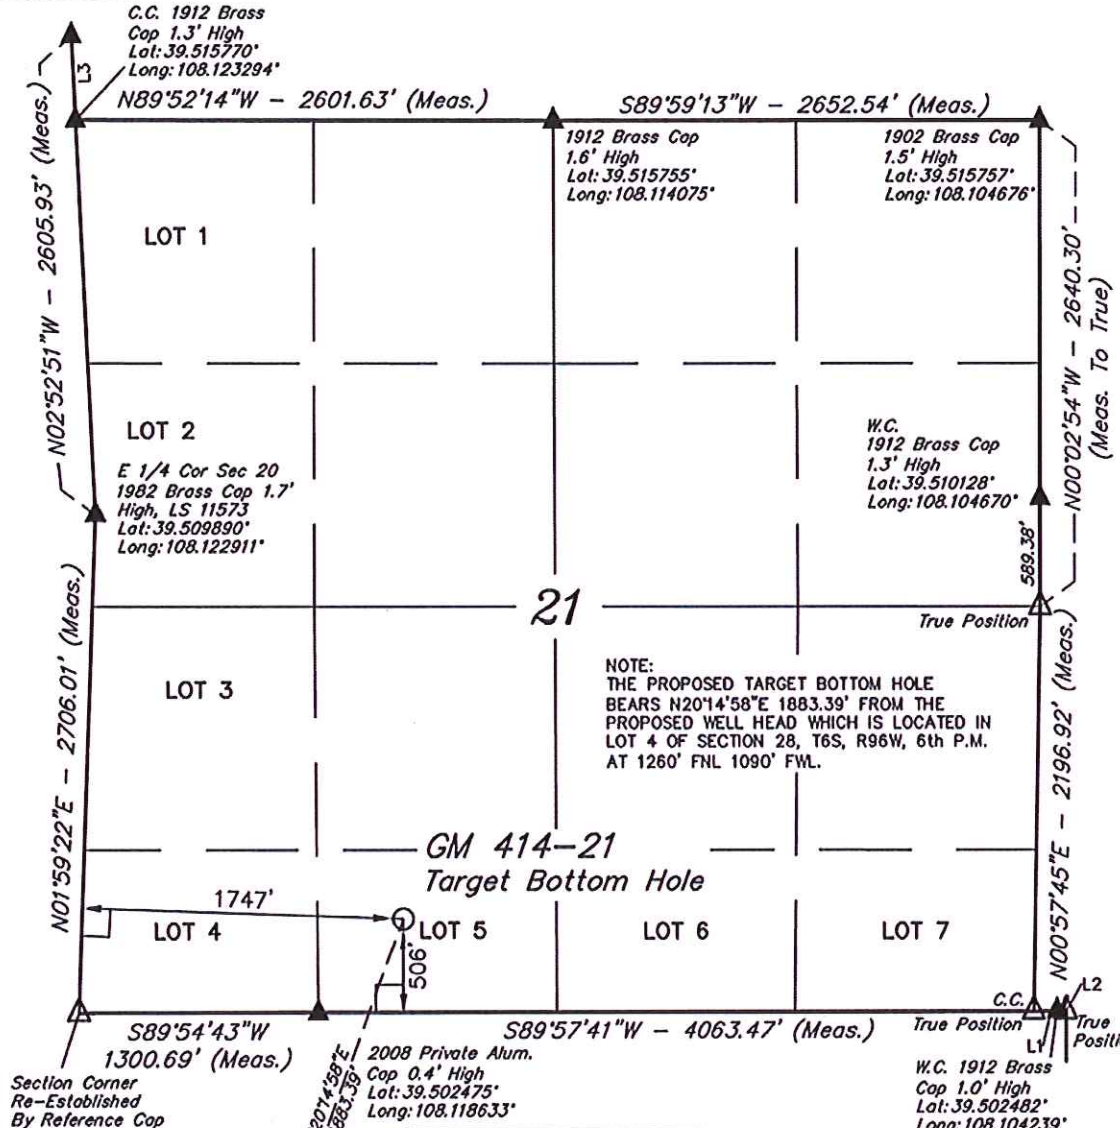 C.C. 1912 Brass
Cap 1.3' High
Lat: 39.515770°
Long: 108.123294°
L3
N89°52'14"W - 2601.63' (Meas.)
S89°59'13"W - 2652.54' (Meas.)
1912 Brass Cap
1.6' High
Lat: 39.515755°
Long: 108.114075°
1902 Brass Cap
1.5' High
Lat: 39.515757°
Long: 108.104676°
N02°52'51"W - 2605.93' (Meas.)
LOT 1
N00°02'54"W - 2640.30'
(Meas. To True)
LOT 2
E 1/4 Cor Sec 20
1982 Brass Cap 1.7'
High, LS 11573
Lat: 39.509890°
Long: 108.122911°
W.C.
1912 Brass Cap
1.3' High
Lat: 39.510128°
Long: 108.104670°
589.38'
21
True Position
N01°59'22"E - 2706.01' (Meas.)
LOT 3
NOTE:
THE PROPOSED TARGET BOTTOM HOLE
BEARS N20°14'58"E 1883.39' FROM THE
PROPOSED WELL HEAD WHICH IS LOCATED IN
LOT 4 OF SECTION 28, T6S, R96W, 6th P.M.
AT 1260' FNL 1090' FWL.
N00°57'45"E - 2196.92' (Meas.)
GM 414-21
Target Bottom Hole
1747'
LOT 4
LOT 5
LOT 6
LOT 7
506'
C.C.
L2
True Position
L1
True
S89°54'43"W
1300.69' (Meas.)
S89°57'41"W - 4063.47' (Meas.)
20°14'58"E
883.39'
2008 Private Alum.
Cap 0.4' High
Lat: 39.502475°
Long: 108.118633°
Section Corner
Re-Established
By Reference Cap
W.C. 1912 Brass
Cap 1.0' High
Lat: 39.502482°
Long: 108.104239°